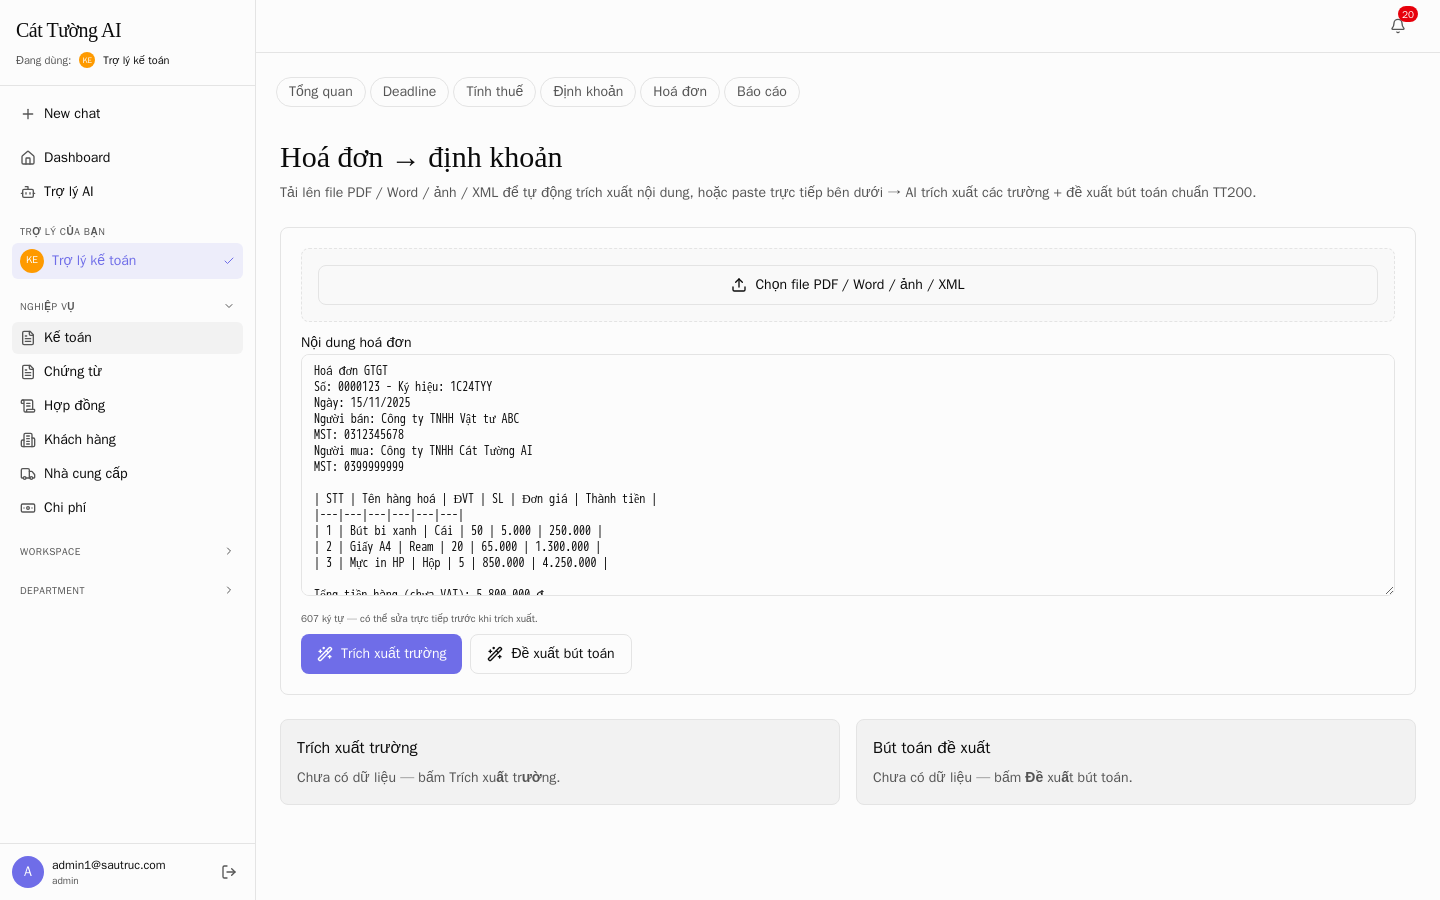 Cát Tường AI
Đang dùng: KE Trợ lý kế toán
New chat
Dashboard
Trợ lý AI
TRỢ LÝ CỦA BẠN
KE Trợ lý kế toán
NGHIỆP VỤ
Kế toán
Chứng từ
Hợp đồng
Khách hàng
Nhà cung cấp
Chi phí
WORKSPACE
DEPARTMENT
A admin1@sautruc.com
admin
20
Tổng quan Deadline Tính thuế Định khoản Hoá đơn Báo cáo
Hoá đơn → định khoản
Tải lên file PDF / Word / ảnh / XML để tự động trích xuất nội dung, hoặc paste trực tiếp bên dưới → AI trích xuất các trường + đề xuất bút toán chuẩn TT200.
Chọn file PDF / Word / ảnh / XML
Nội dung hoá đơn
Hoá đơn GTGT
Số: 0000123 - Ký hiệu: 1C24TYY
Ngày: 15/11/2025
Người bán: Công ty TNHH Vật tư ABC
MST: 0312345678
Người mua: Công ty TNHH Cát Tường AI
MST: 0399999999
| STT | Tên hàng hoá | ĐVT | SL | Đơn giá | Thành tiền |
|---|---|---|---|---|---|
| 1 | Bút bi xanh | Cái | 50 | 5.000 | 250.000 |
| 2 | Giấy A4 | Ream | 20 | 65.000 | 1.300.000 |
| 3 | Mực in HP | Hộp | 5 | 850.000 | 4.250.000 |
Tổng tiền hàng (chưa VAT): 5.800.000 đ
607 ký tự — có thể sửa trực tiếp trước khi trích xuất.
Trích xuất trường Đề xuất bút toán
Trích xuất trường
Chưa có dữ liệu — bấm Trích xuất trường.
Bút toán đề xuất
Chưa có dữ liệu — bấm Đề xuất bút toán.